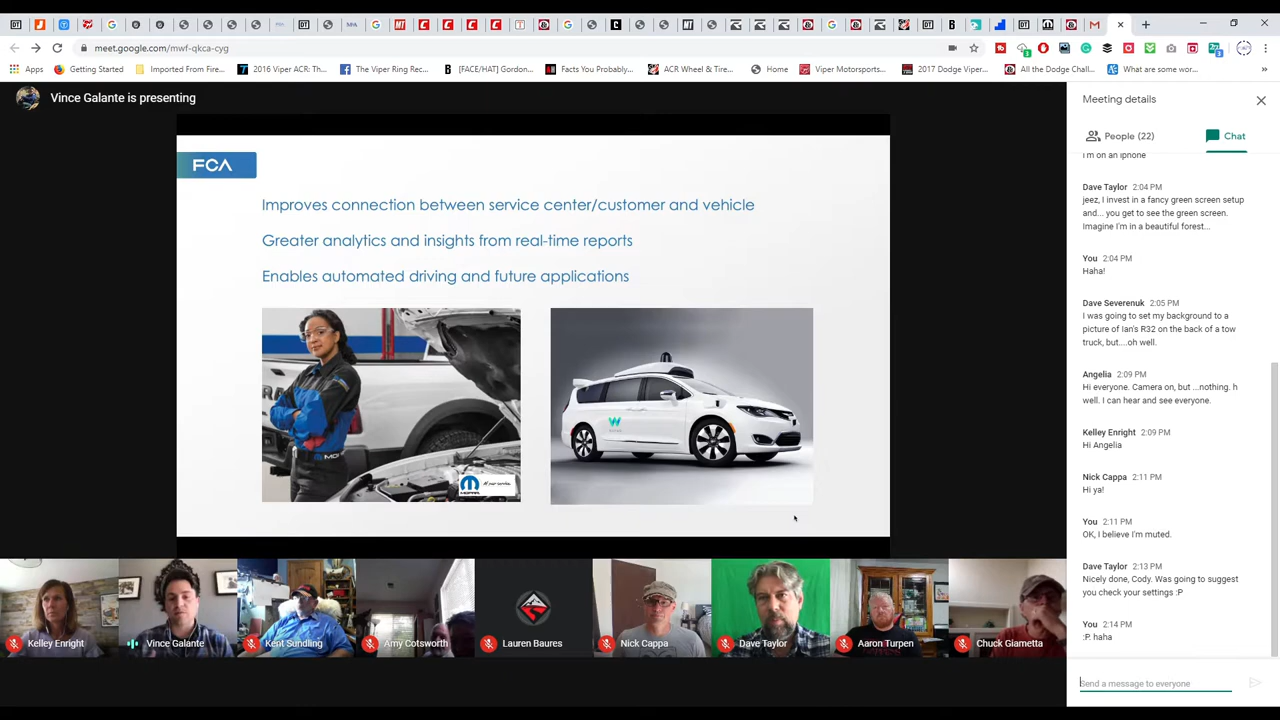 meet.google.com/mwf-qkca-cyg
Apps
Getting Started
Imported From Fire...
2016 Viper ACR: Th...
The Viper Ring Rec...
[FACE/HAT] Gordon...
Facts You Probably...
ACR Wheel & Tire...
Home
Viper Motorsports...
2017 Dodge Viper...
All the Dodge Chall...
What are some wor...
Vince Galante is presenting
FCA
Improves connection between service center/customer and vehicle
Greater analytics and insights from real-time reports
Enables automated driving and future applications
MOPAR
At your service.
Kelley Enright
Vince Galante
Kent Sundling
Amy Cotsworth
Lauren Baures
Nick Cappa
Dave Taylor
Aaron Turpen
Chuck Giametta
Meeting details
People (22)
Chat
I'm on an iphone
Dave Taylor 2:04 PM
jeez, I invest in a fancy green screen setup
and... you get to see the green screen.
Imagine I'm in a beautiful forest...
You 2:04 PM
Haha!
Dave Severenuk 2:05 PM
I was going to set my background to a
picture of Ian's R32 on the back of a tow
truck, but....oh well.
Angelia 2:09 PM
Hi everyone. Camera on, but ...nothing. h
well. I can hear and see everyone.
Kelley Enright 2:09 PM
Hi Angelia
Nick Cappa 2:11 PM
Hi ya!
You 2:11 PM
OK, I believe I'm muted.
Dave Taylor 2:13 PM
Nicely done, Cody. Was going to suggest
you check your settings :P
You 2:14 PM
:P. haha
Send a message to everyone